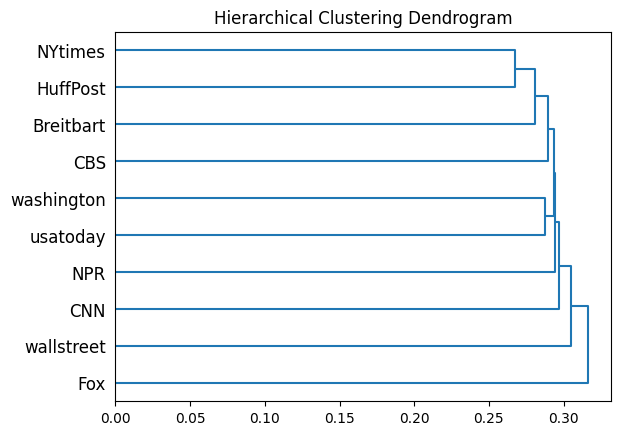 Hierarchical Clustering Dendrogram
NYtimes
HuffPost
Breitbart
CBS
washington
usatoday
NPR
CNN
wallstreet
Fox
0.00 0.05 0.10 0.15 0.20 0.25 0.30